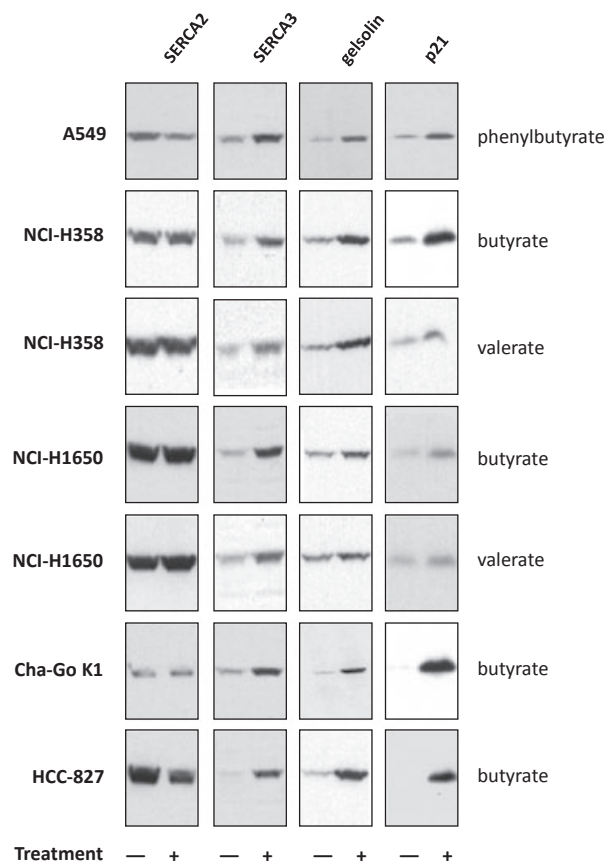 SERCA2 SERCA3 gelsolin p21
A549 phenylbutyrate
NCI-H358 butyrate
NCI-H358 valerate
NCI-H1650 butyrate
NCI-H1650 valerate
Cha-Go K1 butyrate
HCC-827 butyrate
Treatment — + — + — + — +